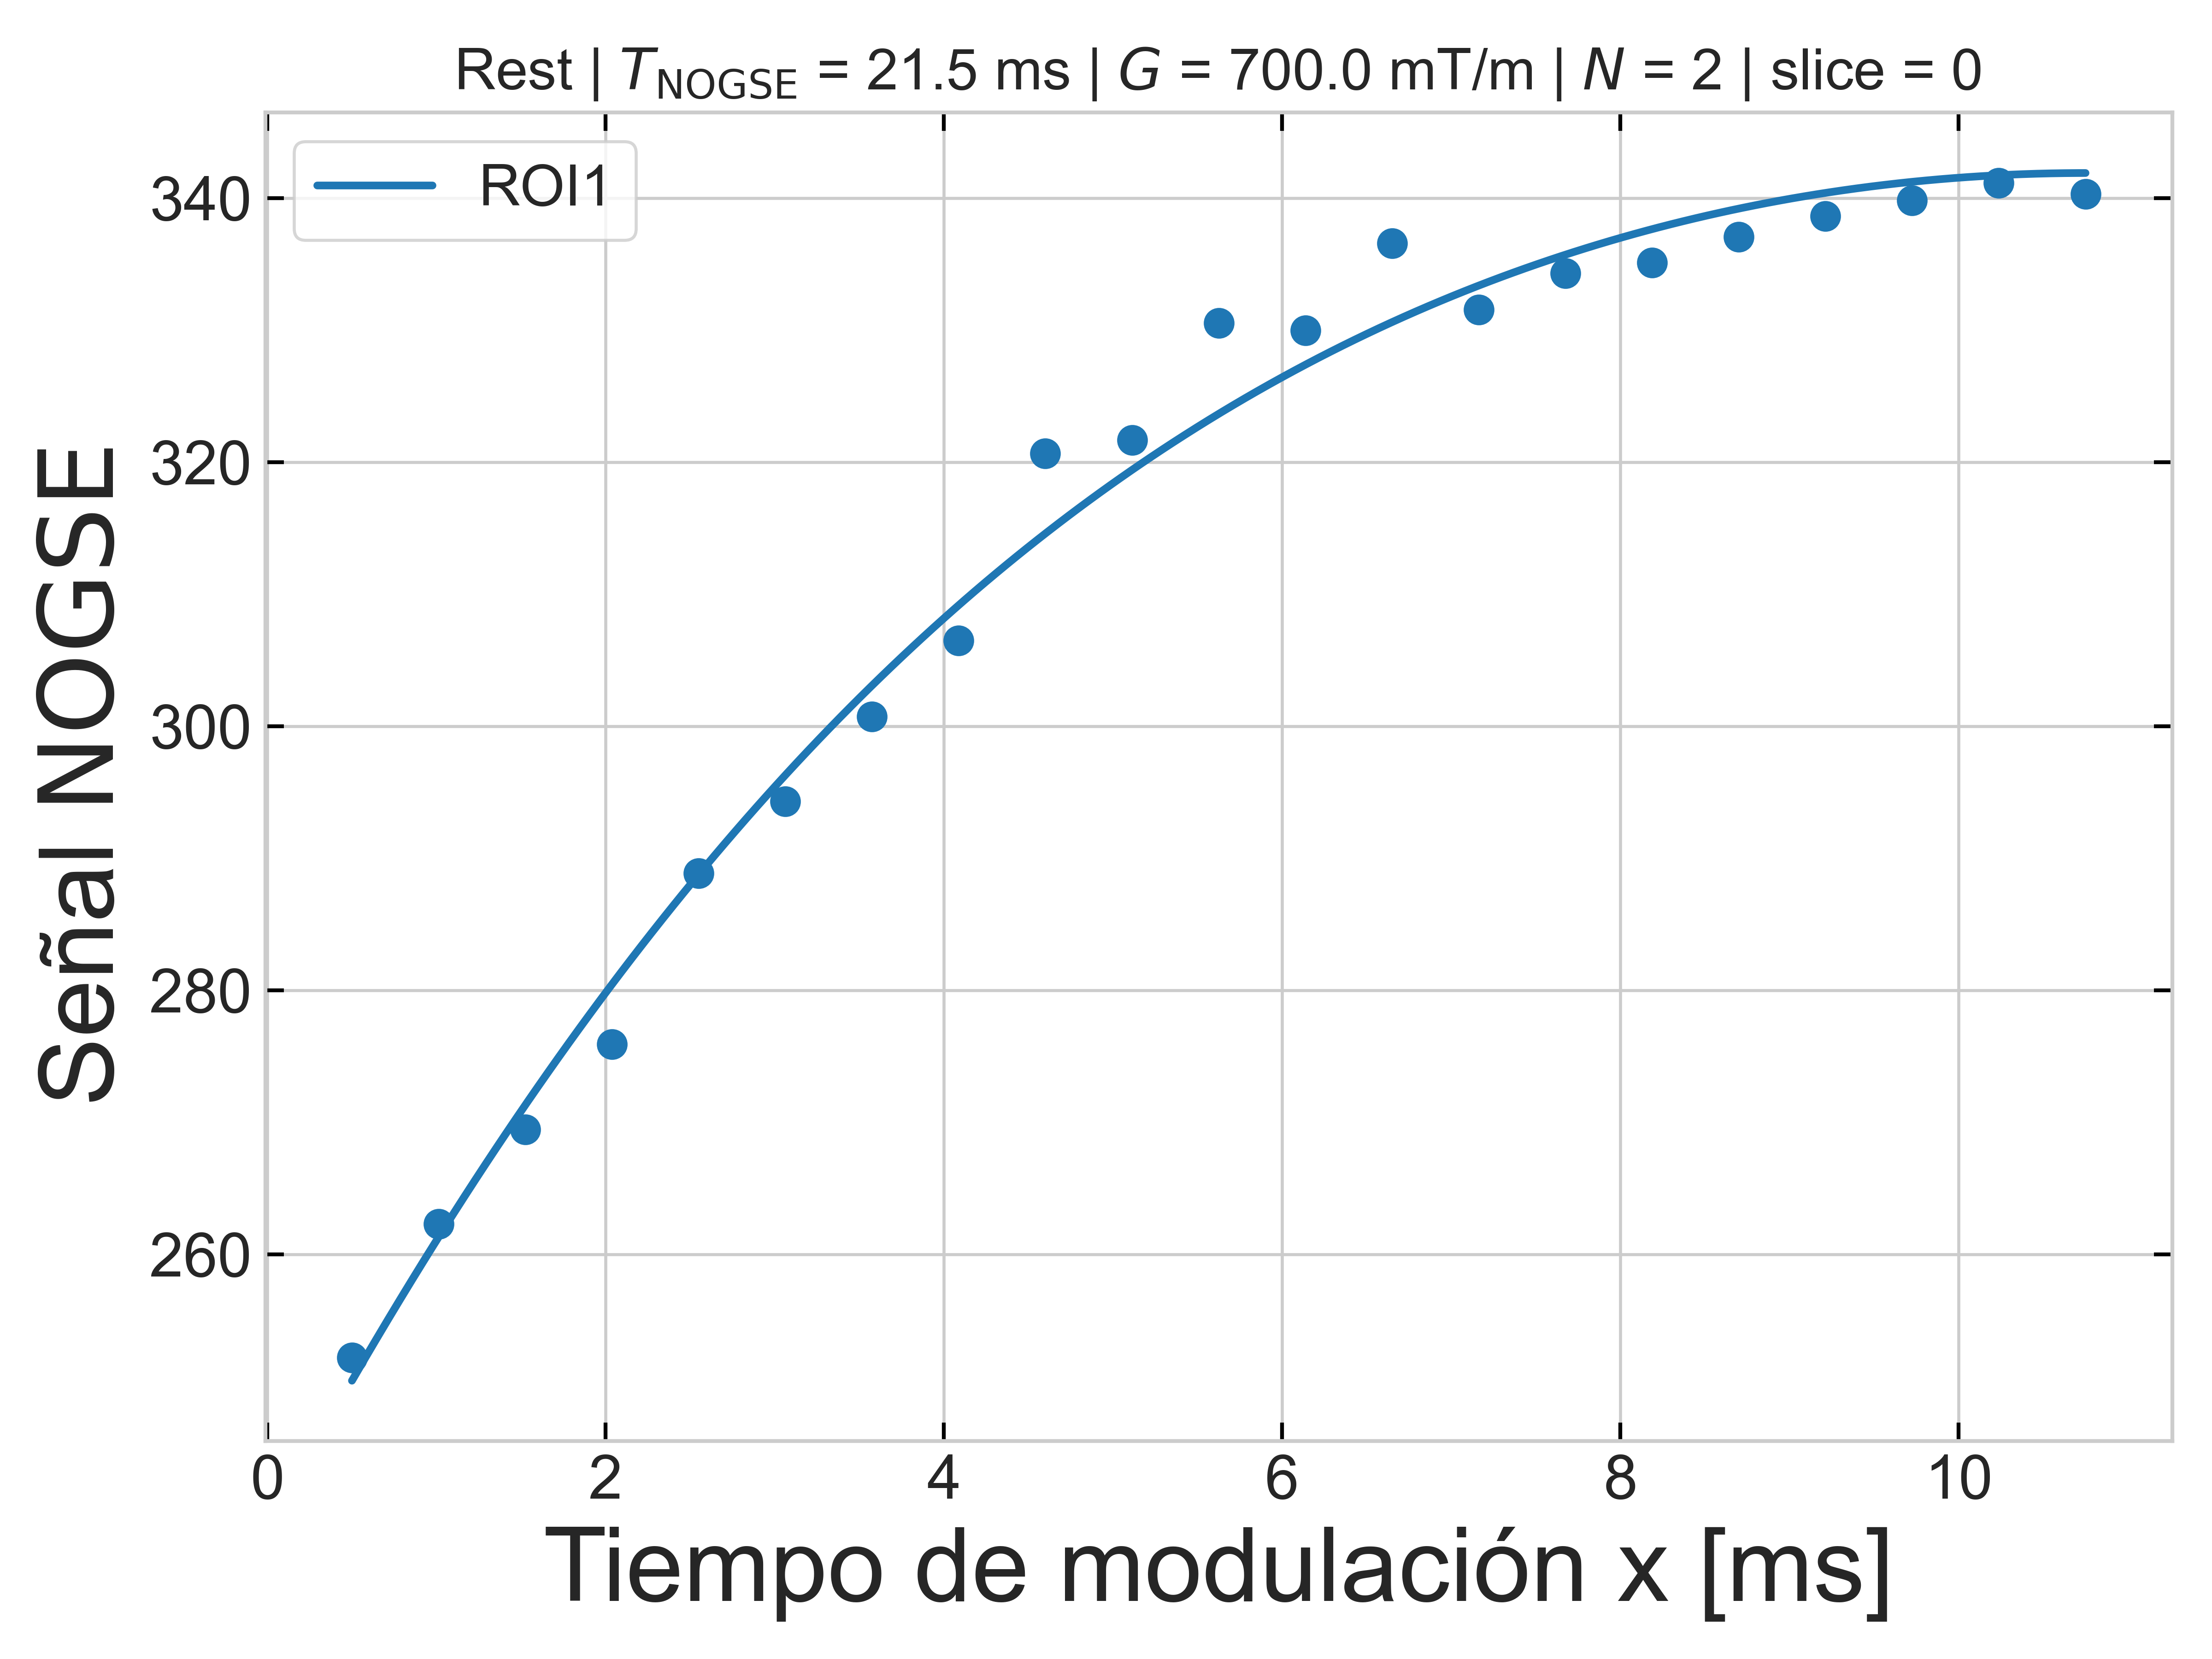 Rest | T_NOGSE = 21.5 ms | G = 700.0 mT/m | N = 2 | slice = 0
ROI1
340
320
300
280
260
Señal NOGSE
0 2 4 6 8 10
Tiempo de modulación x [ms]